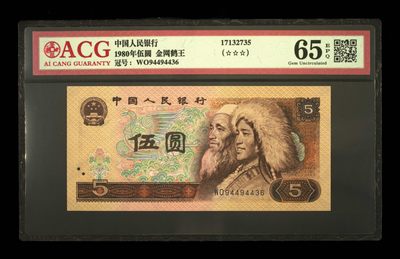 ACG
AI CANG GUARANTY
中国人民银行
1980年伍圆 金网鹤王
冠号: WO94494436
17132735
(☆☆☆)
65 EPQ
Gem Uncirculated
中国人民银行
5
伍圆
WO94494436
5
5